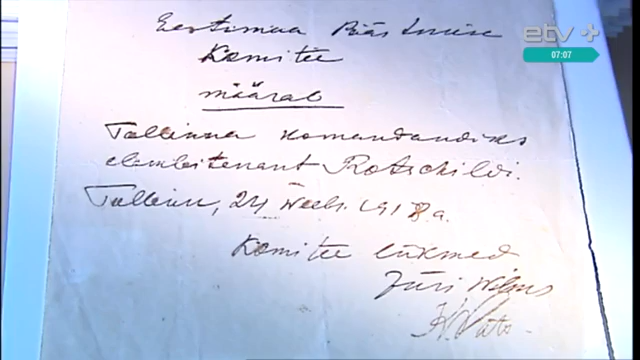 etv+
07:07
Eestimaa Päästmise
Komitee
määrab
Tallinna komandandiks
alamleitenant Rotschildi.
Tallinn, 24 Veebr. 1918 a.
Komitee liikmed
Jüri Vilms
K. Päts